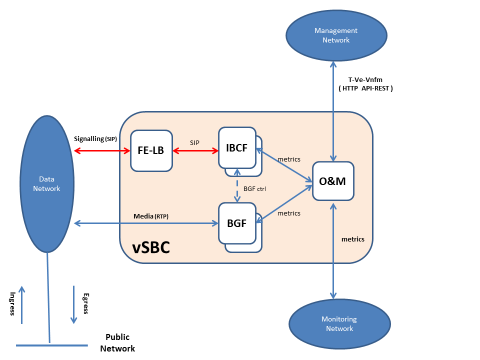 Management
Network
T-Ve-Vnfm
( HTTP API-REST )
Signalling (SIP)
FE-LB
SIP
IBCF
metrics
Data
Network
BGF ctrl
O&M
Media (RTP)
BGF
metrics
metrics
vSBC
Ingress
Egress
Monitoring
Network
Public
Network